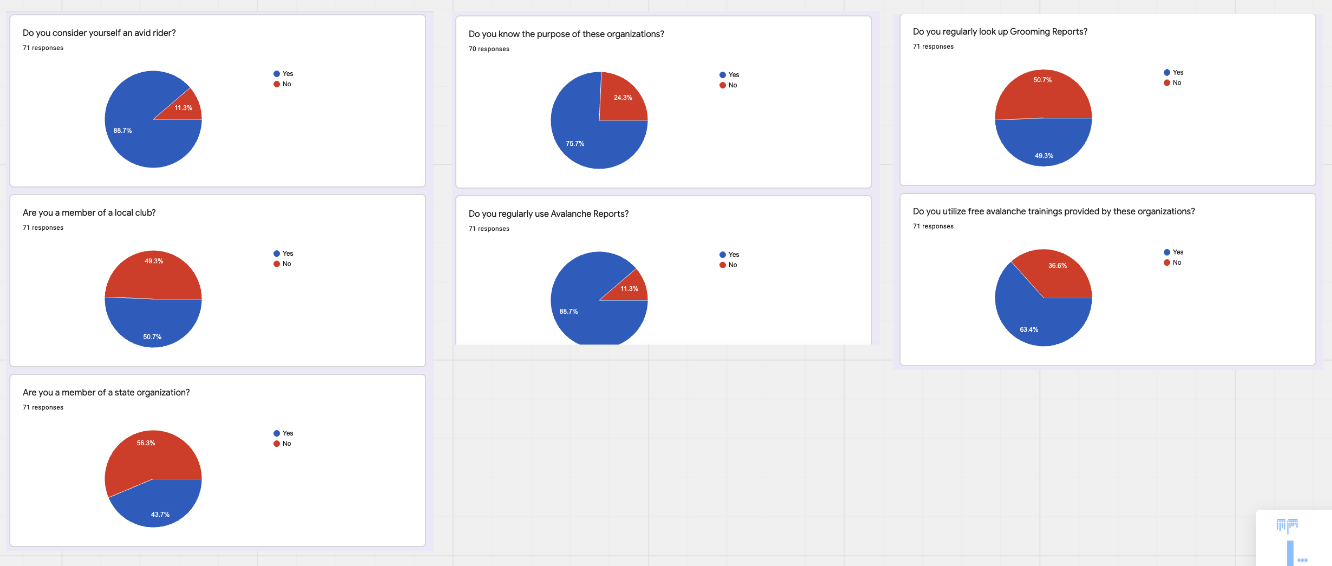 Do you consider yourself an avid rider?
71 responses
Yes
No
11.3%
88.7%
Are you a member of a local club?
71 responses
Yes
No
49.3%
50.7%
Are you a member of a state organization?
71 responses
Yes
No
56.3%
43.7%
Do you know the purpose of these organizations?
70 responses
Yes
No
24.3%
75.7%
Do you regularly use Avalanche Reports?
71 responses
Yes
No
11.3%
88.7%
Do you regularly look up Grooming Reports?
71 responses
Yes
No
50.7%
49.3%
Do you utilize free avalanche trainings provided by these organizations?
71 responses
Yes
No
36.6%
63.4%